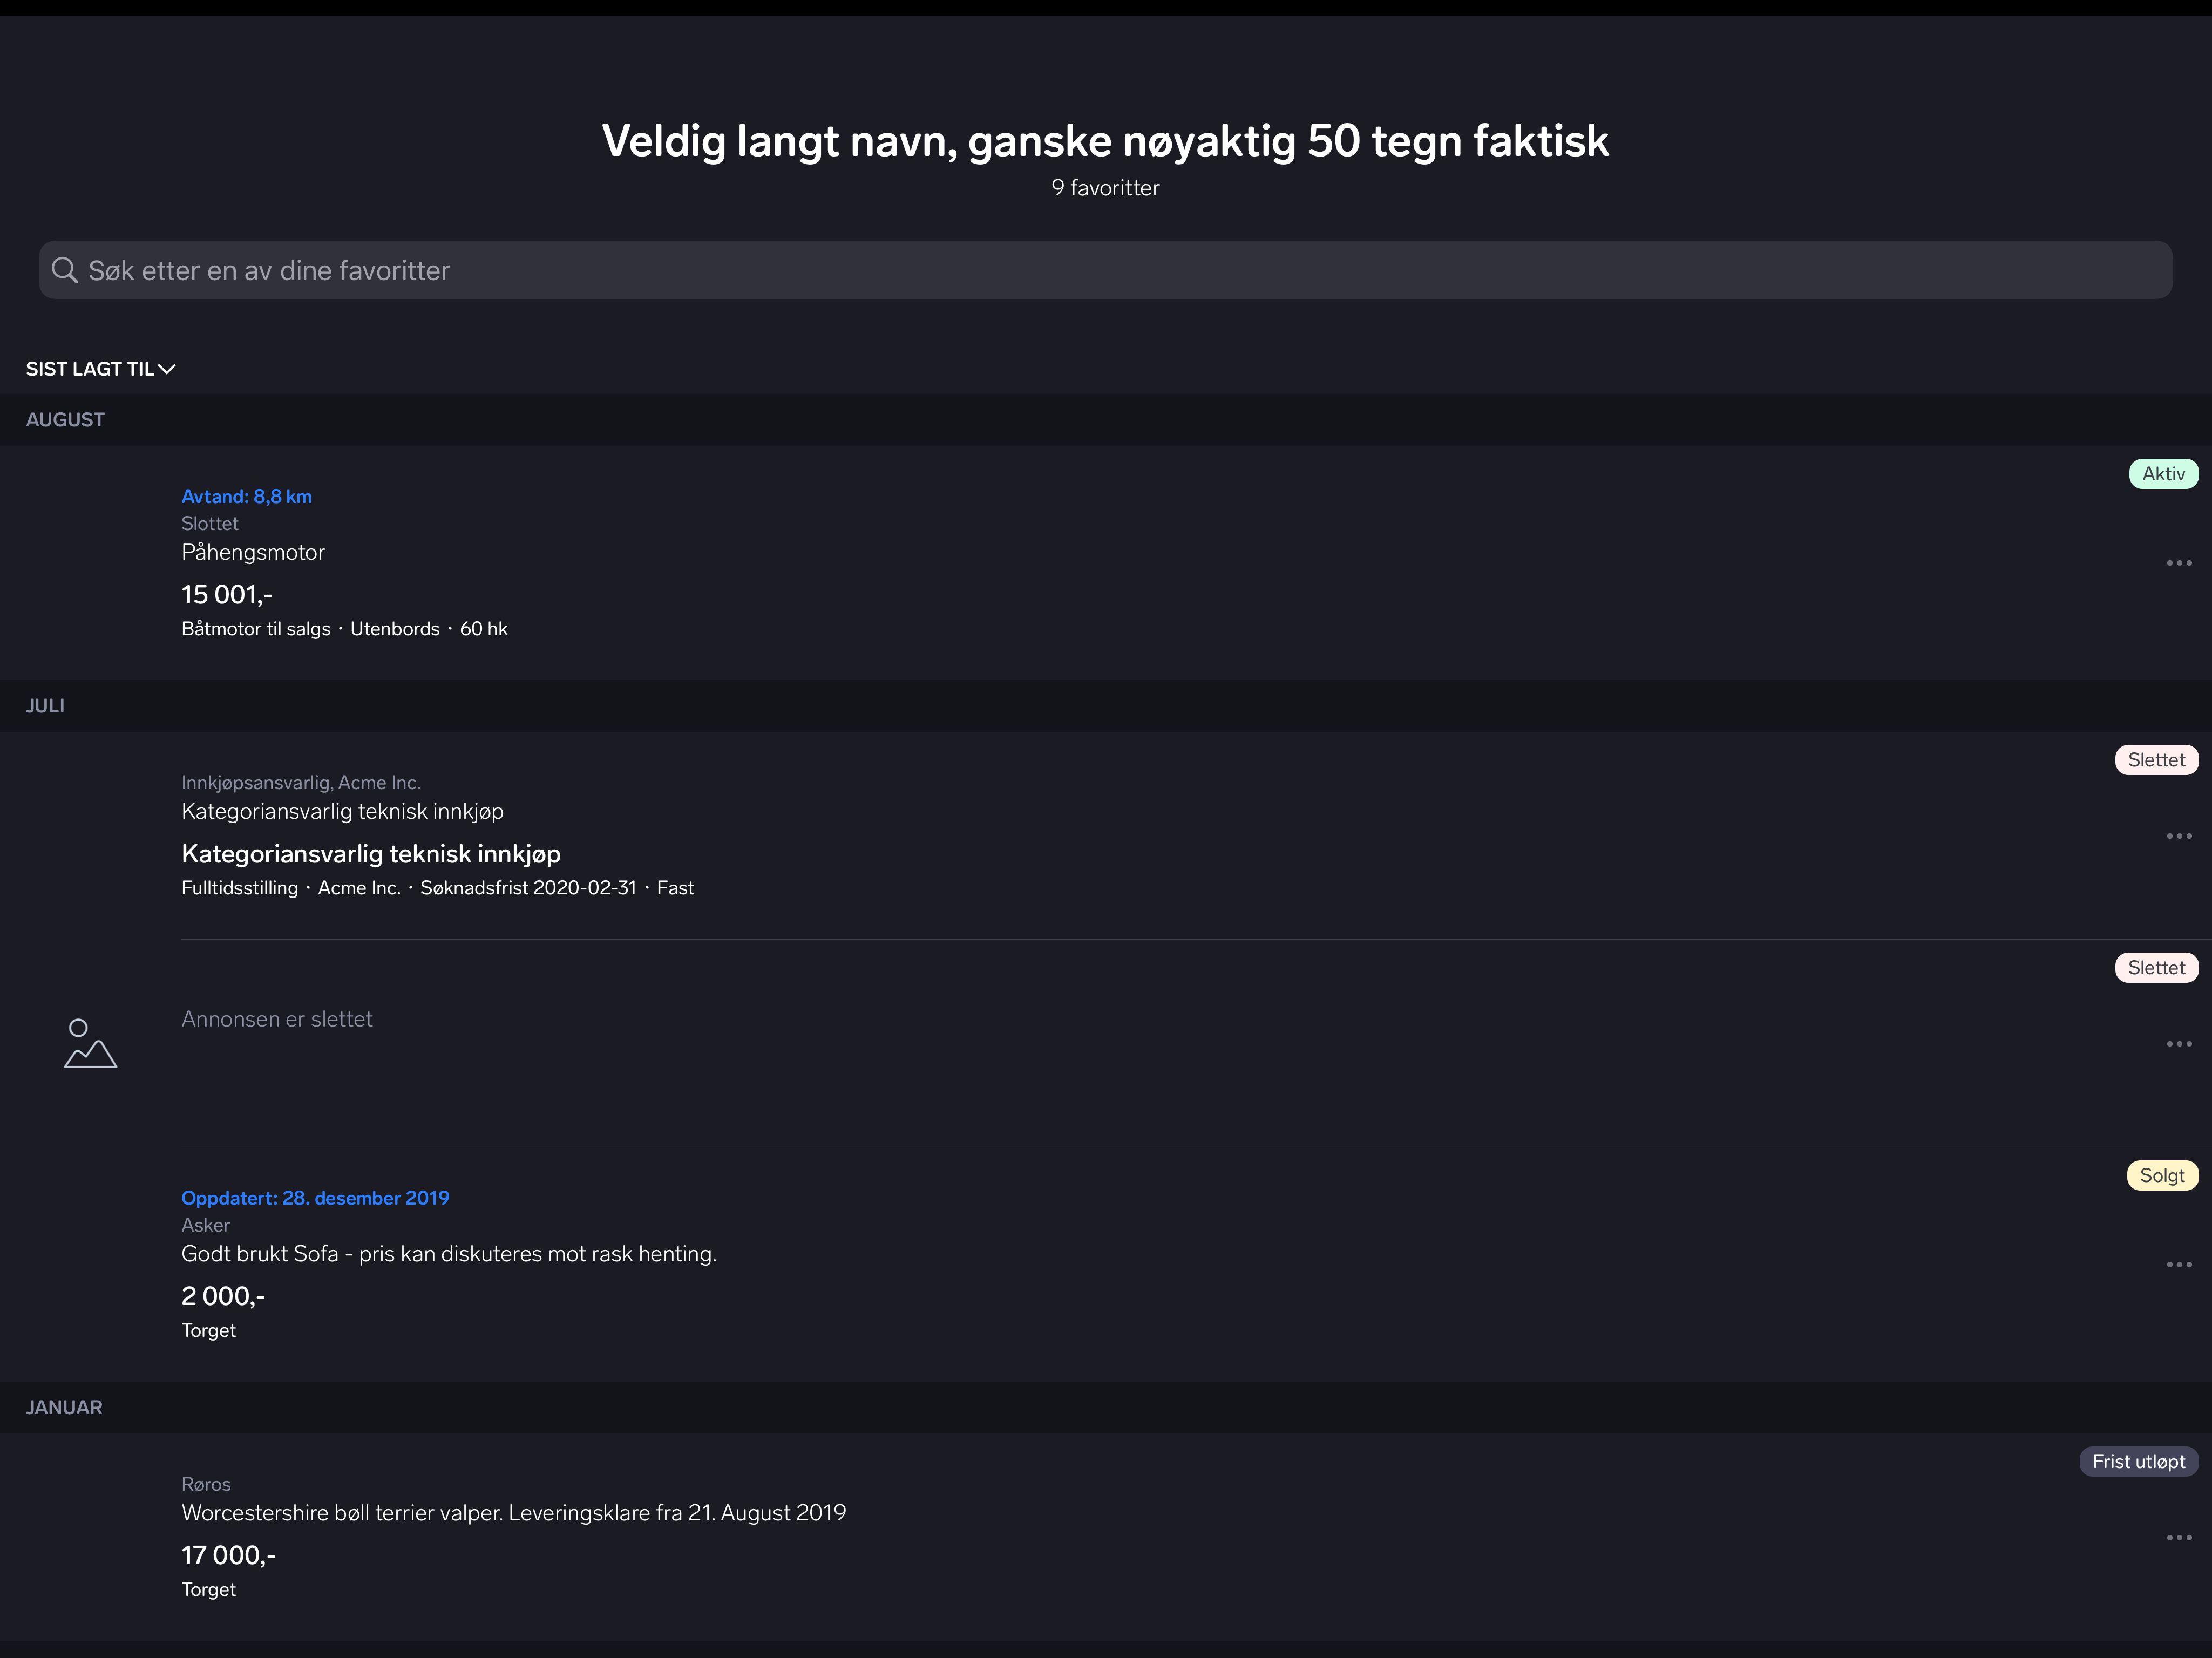 Veldig langt navn, ganske nøyaktig 50 tegn faktisk
9 favoritter
Søk etter en av dine favoritter
SIST LAGT TIL
AUGUST
Aktiv
Avtand: 8,8 km
Slottet
Påhengsmotor
15 001,-
Båtmotor til salgs · Utenbords · 60 hk
JULI
Slettet
Innkjøpsansvarlig, Acme Inc.
Kategoriansvarlig teknisk innkjøp
Kategoriansvarlig teknisk innkjøp
Fulltidsstilling · Acme Inc. · Søknadsfrist 2020-02-31 · Fast
Slettet
Annonsen er slettet
Solgt
Oppdatert: 28. desember 2019
Asker
Godt brukt Sofa - pris kan diskuteres mot rask henting.
2 000,-
Torget
JANUAR
Frist utløpt
Røros
Worcestershire bøll terrier valper. Leveringsklare fra 21. August 2019
17 000,-
Torget